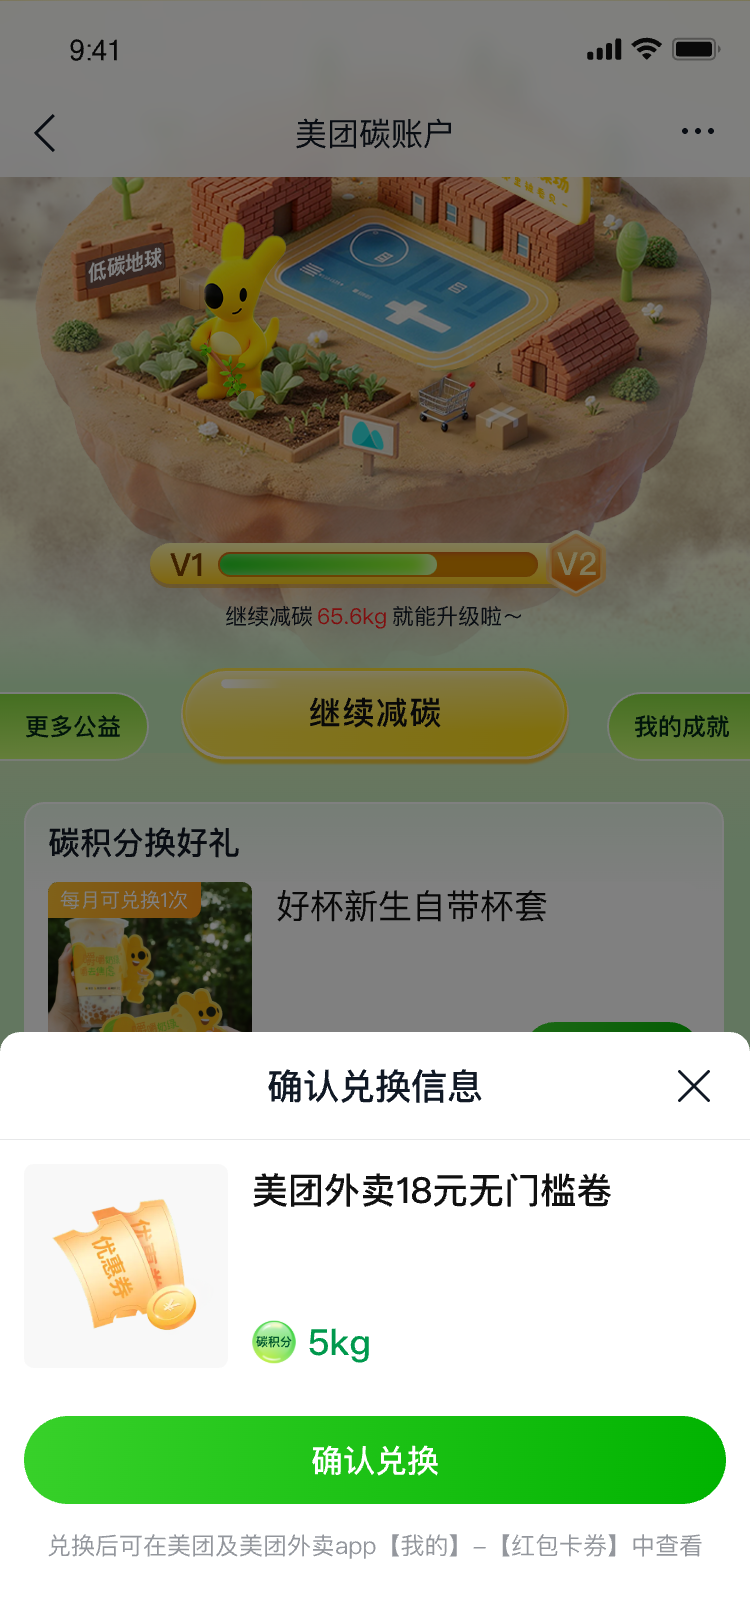 9:41
美团碳账户
低碳地球
V1
V2
继续减碳 65.6kg 就能升级啦～
更多公益
继续减碳
我的成就
碳积分换好礼
每月可兑换1次
好杯新生自带杯套
确认兑换信息
美团外卖18元无门槛卷
优惠券
优惠券
碳积分
5kg
确认兑换
兑换后可在美团及美团外卖app【我的】–【红包卡券】中查看